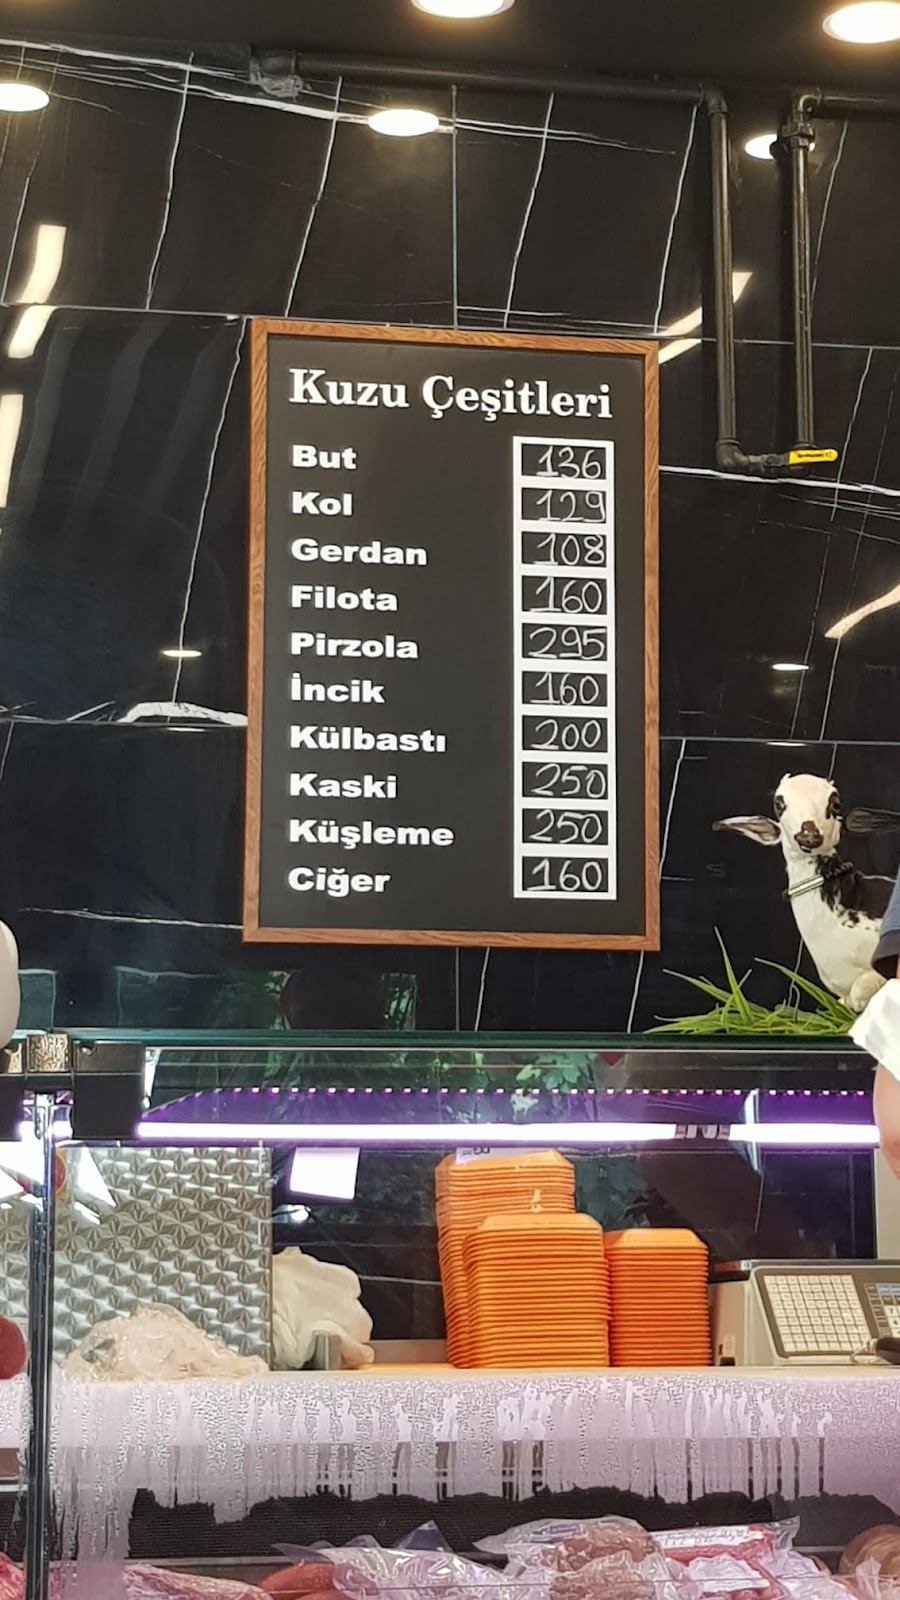 Kuzu Çeşitleri
But 136
Kol 129
Gerdan 108
Filota 160
Pirzola 295
İncik 160
Külbastı 200
Kaski 250
Küşleme 250
Ciğer 160